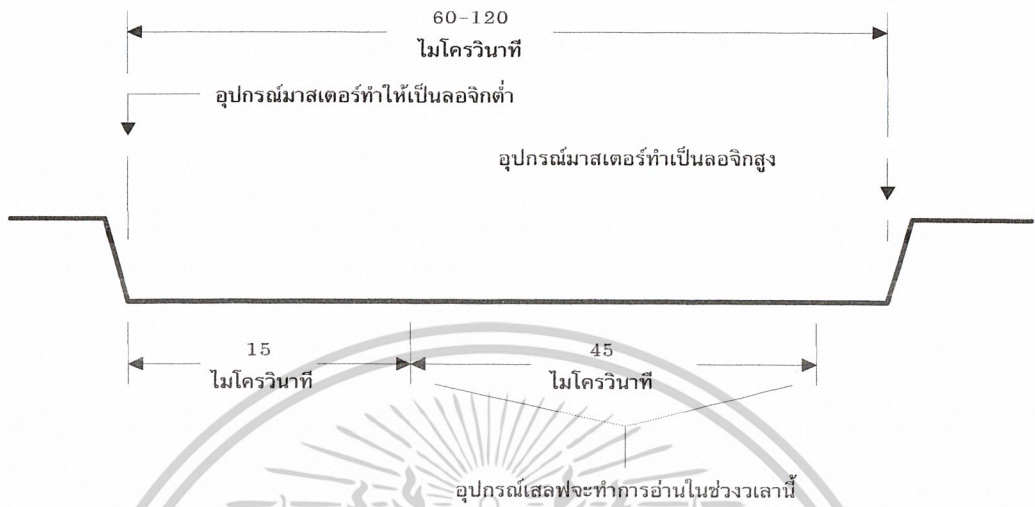 60-120
ไมโครวินาที
อุปกรณ์มาสเตอร์ทำให้เป็นลอจิกต่ำ
อุปกรณ์มาสเตอร์ทำเป็นลอจิกสูง
15
ไมโครวินาที
45
ไมโครวินาที
อุปกรณ์เสลฟจะทำการอ่านในช่วงเวลานี้